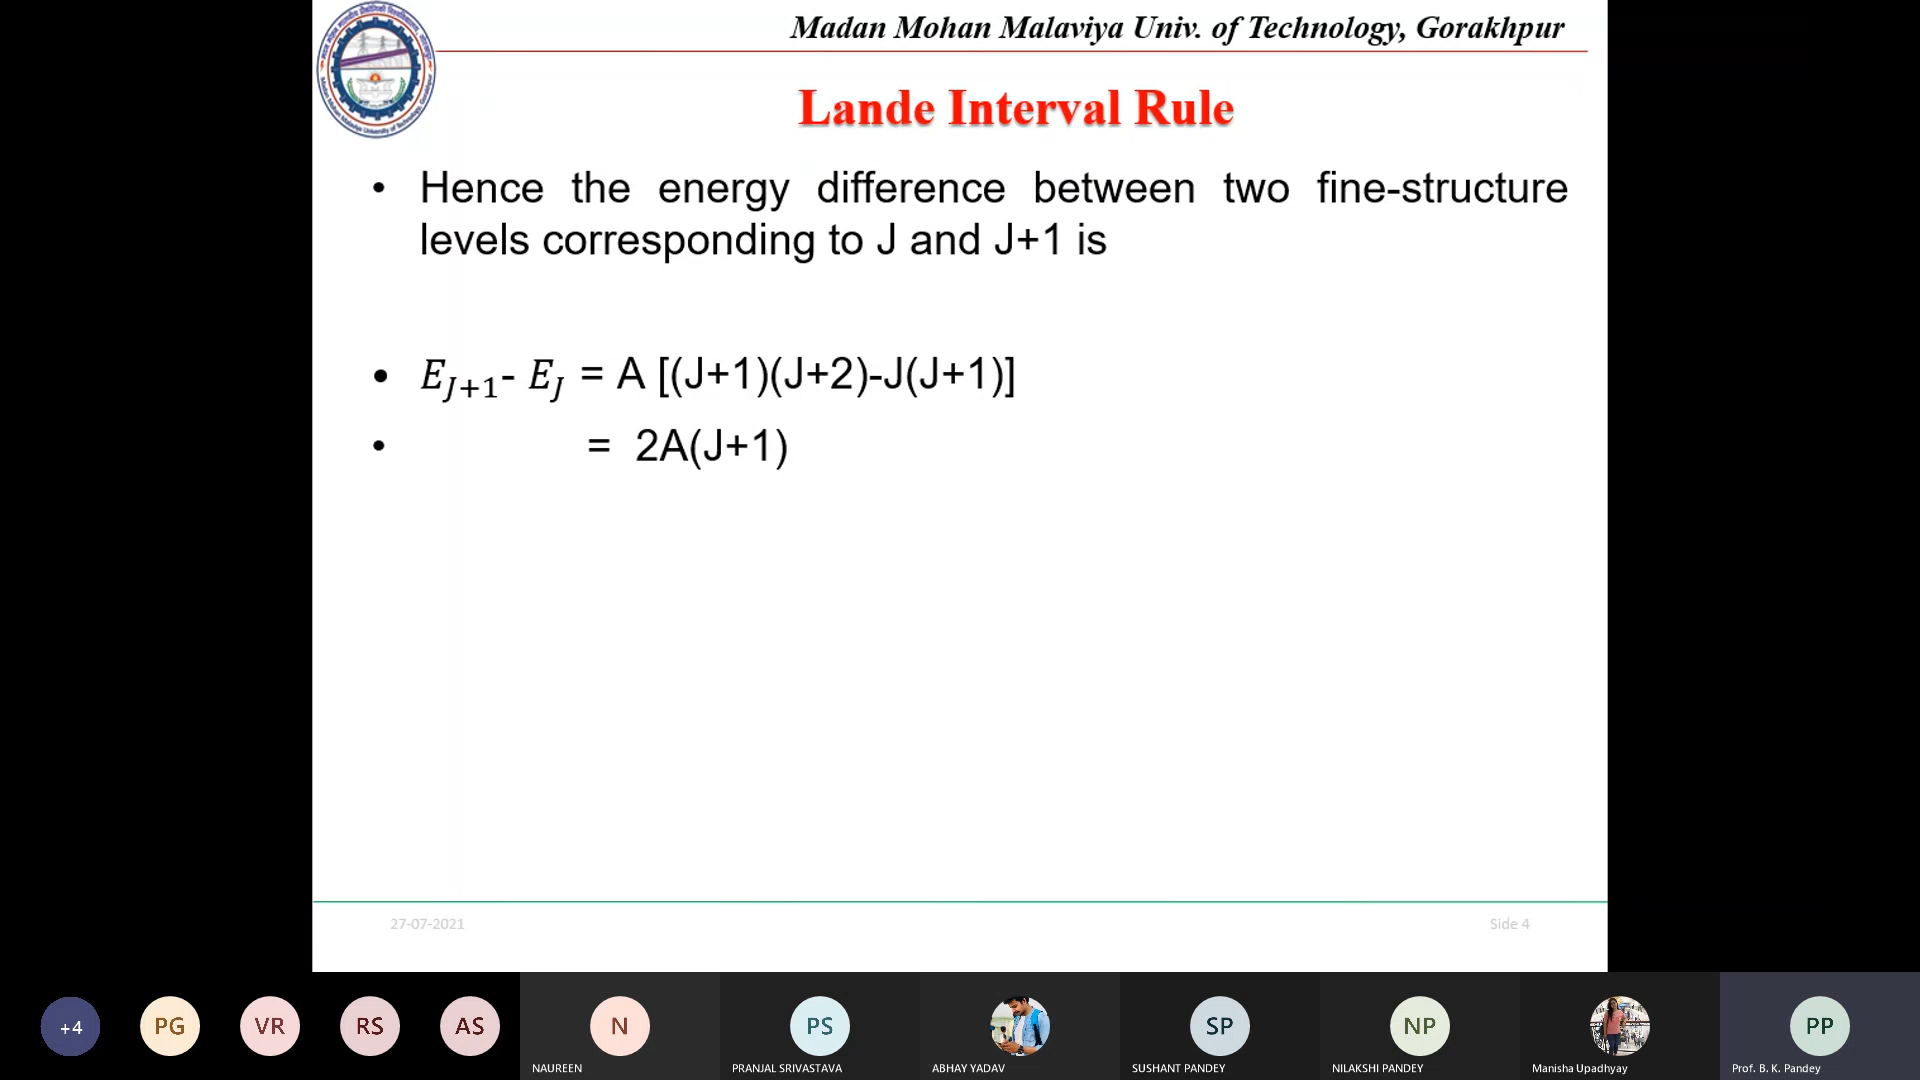 Madan Mohan Malaviya Univ. of Technology, Gorakhpur
Lande Interval Rule
• Hence the energy difference between two fine-structure
levels corresponding to J and J+1 is
• E_{J+1}- E_J = A [(J+1)(J+2)-J(J+1)]
• = 2A(J+1)
27-07-2021
Side 4
+4
PG
VR
RS
AS
N
PS
SP
NP
PP
NAUREEN
PRANJAL SRIVASTAVA
ABHAY YADAV
SUSHANT PANDEY
NILAKSHI PANDEY
Manisha Upadhyay
Prof. B. K. Pandey